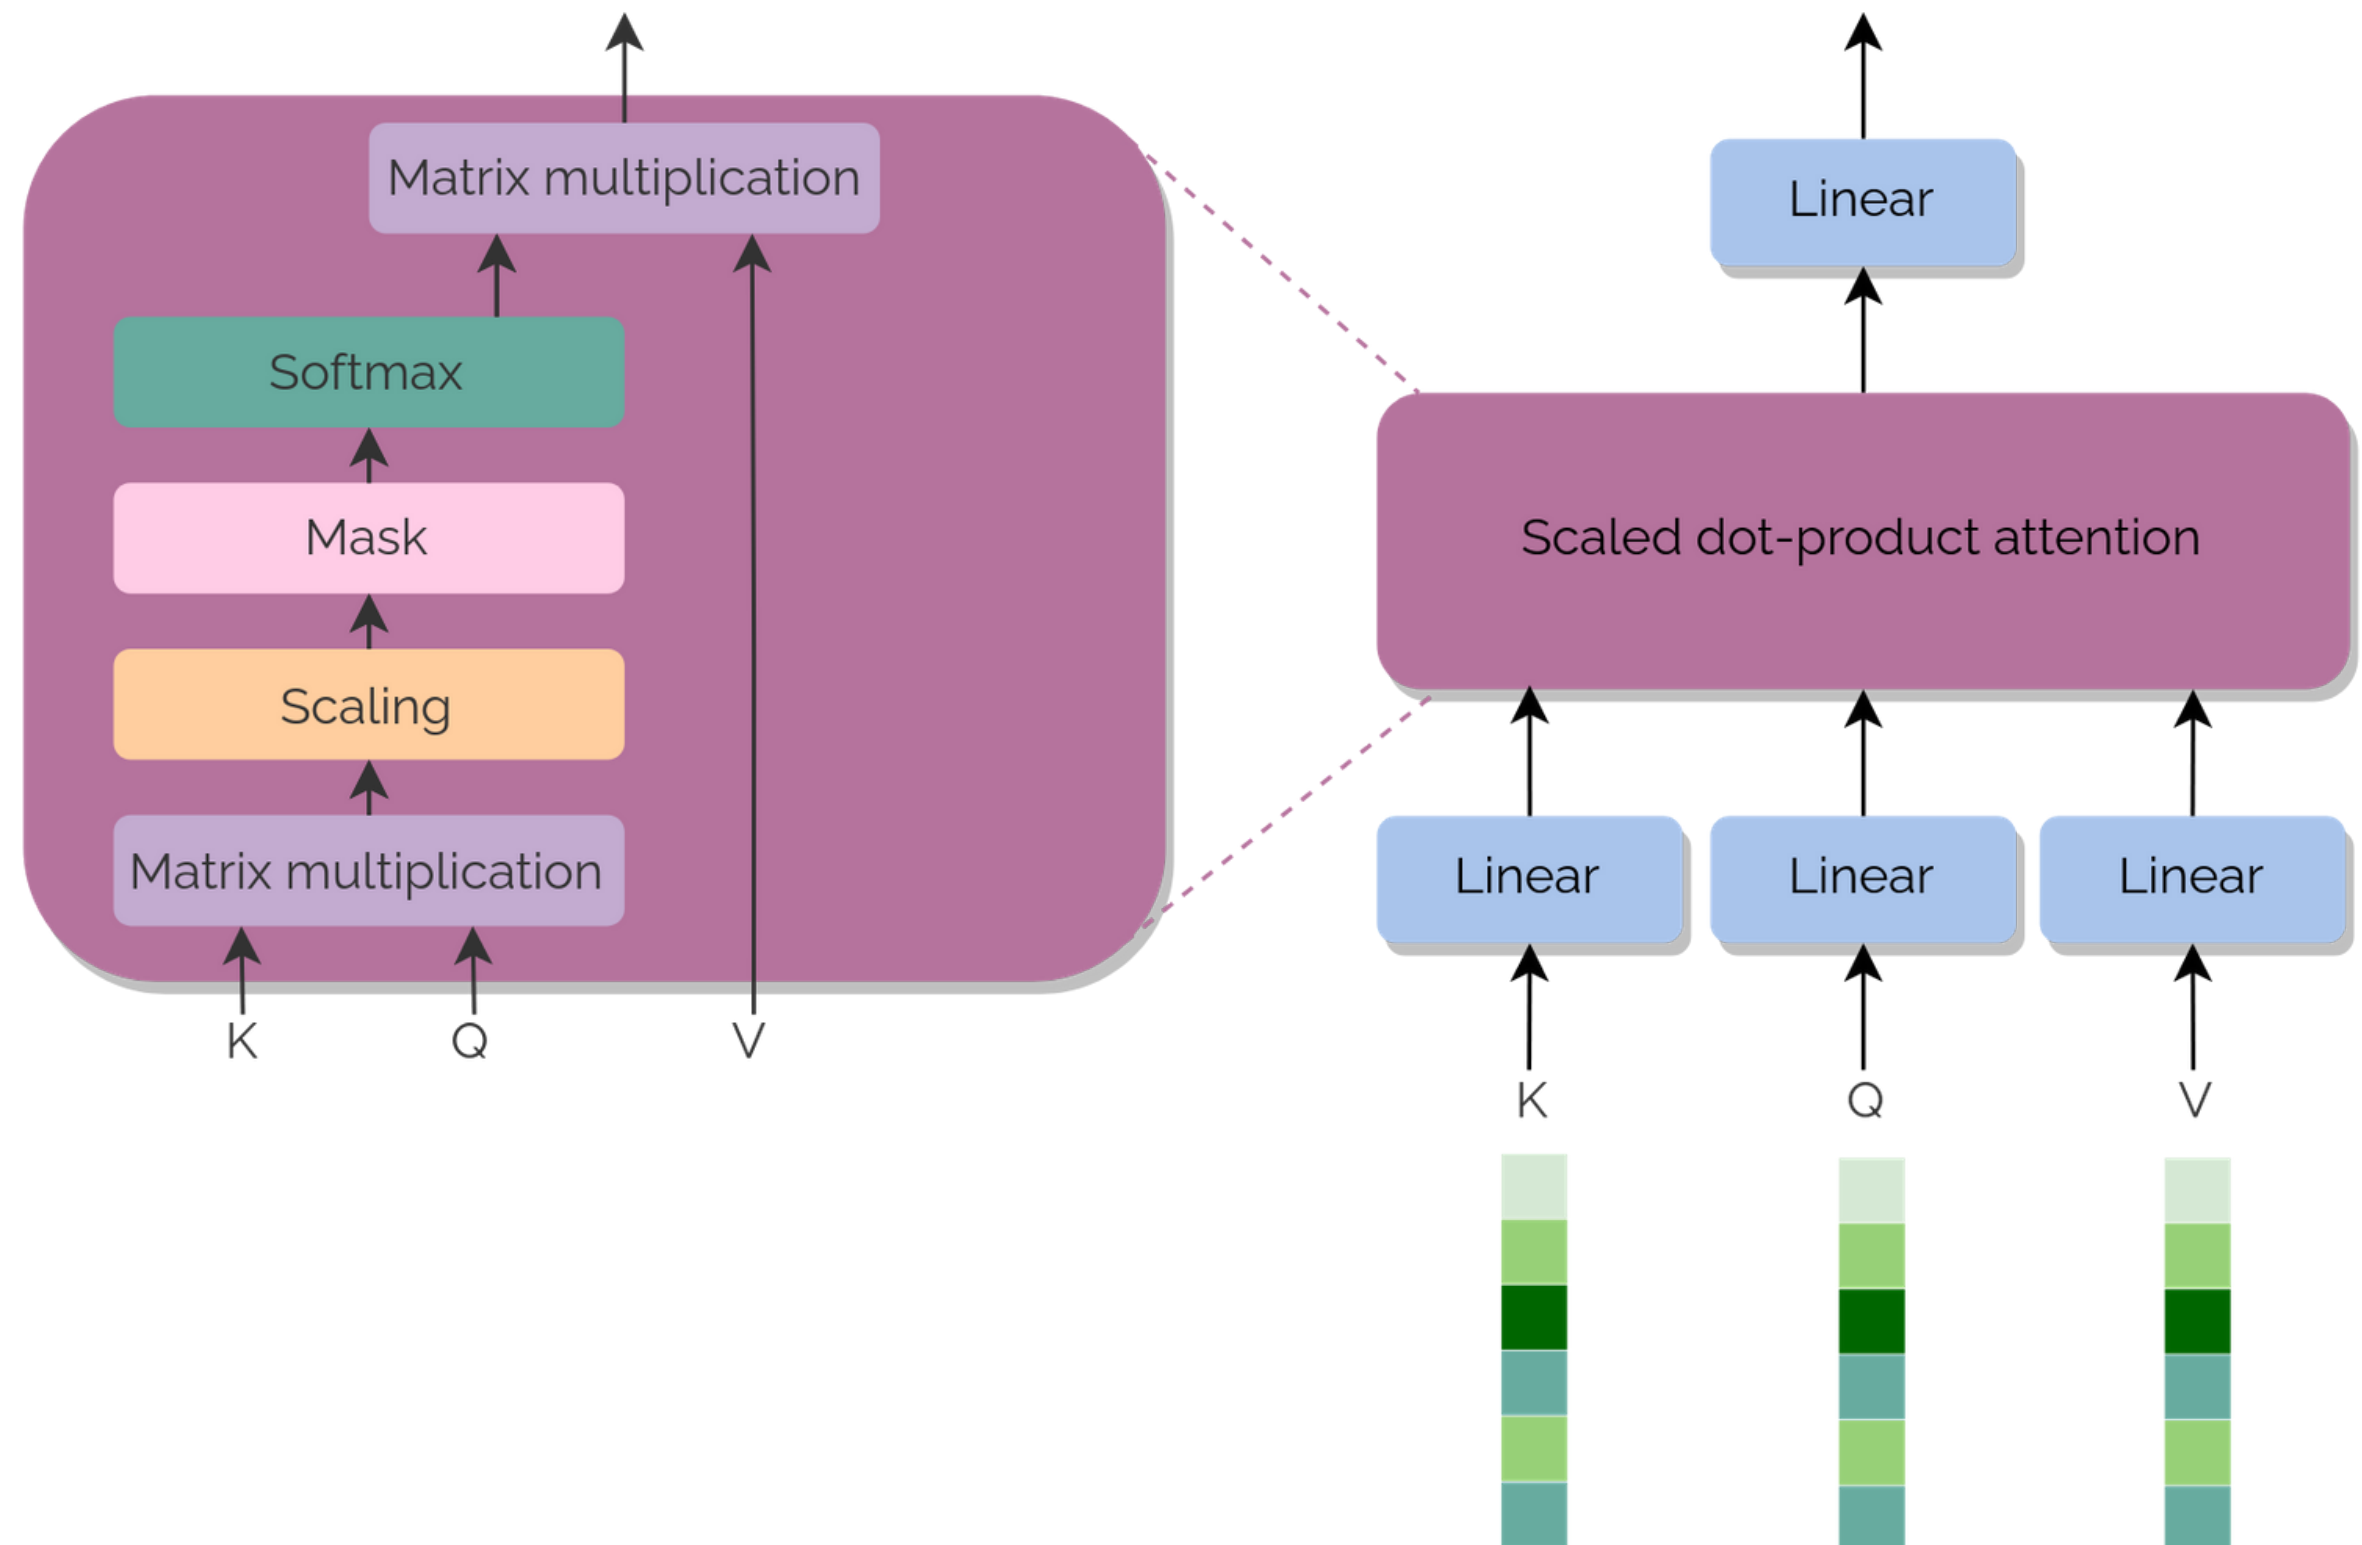 Matrix multiplication
Softmax
Mask
Scaling
Matrix multiplication
K Q V
Linear
Scaled dot-product attention
Linear Linear Linear
K Q V